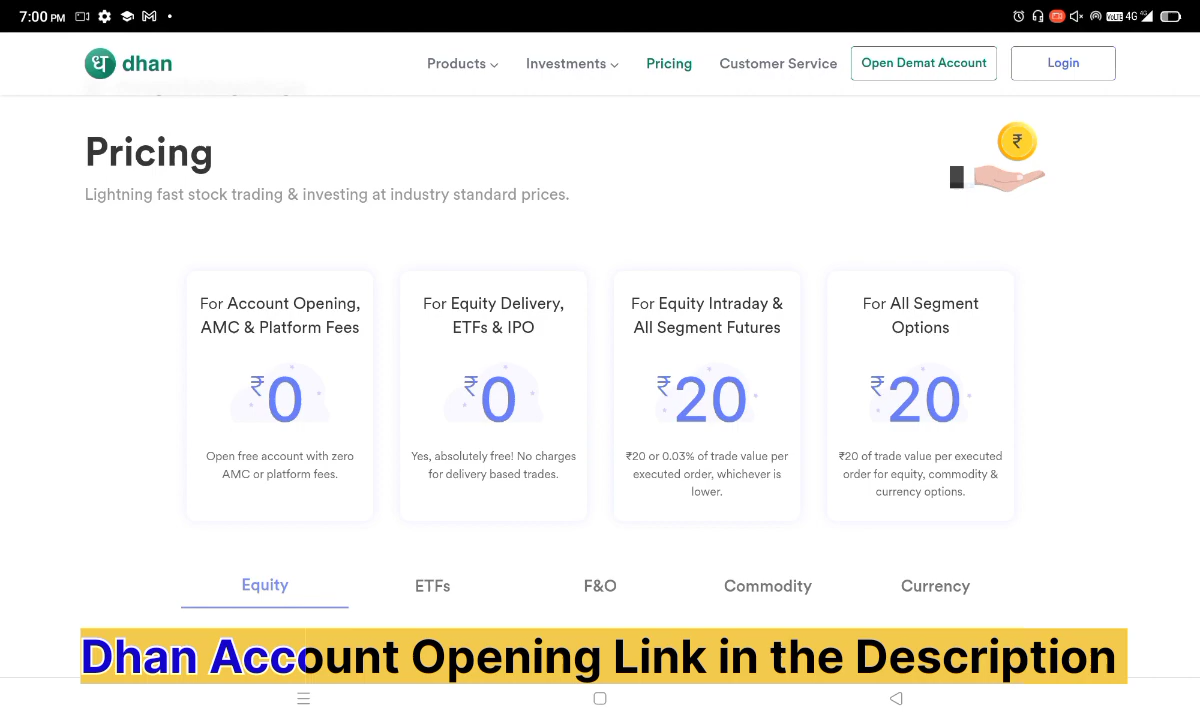 7:00 PM
VoLTE 4G 4G
ध dhan
Products
Investments
Pricing
Customer Service
Open Demat Account
Login
Pricing
₹
Lightning fast stock trading & investing at industry standard prices.
For Account Opening,
AMC & Platform Fees
₹0
Open free account with zero
AMC or platform fees.
For Equity Delivery,
ETFs & IPO
₹0
Yes, absolutely free! No charges
for delivery based trades.
For Equity Intraday &
All Segment Futures
₹20
₹20 or 0.03% of trade value per
executed order, whichever is
lower.
For All Segment
Options
₹20
₹20 of trade value per executed
order for equity, commodity &
currency options.
Equity
ETFs
F&O
Commodity
Currency
Dhan Account Opening Link in the Description